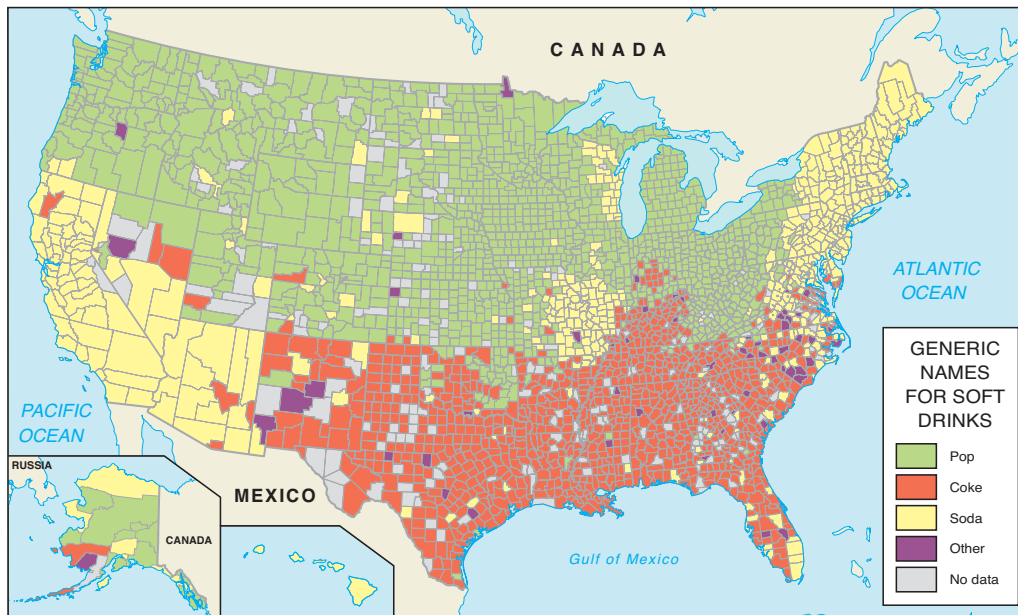 CANADA
PACIFIC
OCEAN
ATLANTIC
OCEAN
MEXICO
Gulf of Mexico
RUSSIA
CANADA
GENERIC
NAMES
FOR SOFT
DRINKS
Pop
Coke
Soda
Other
No data